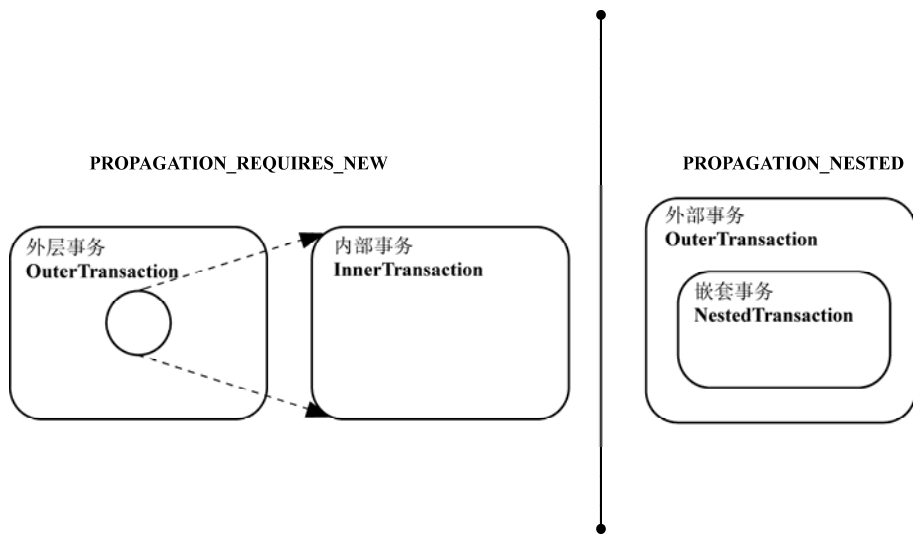 PROPAGATION_REQUIRES_NEW
外层事务
OuterTransaction
内部事务
InnerTransaction
PROPAGATION_NESTED
外部事务
OuterTransaction
嵌套事务
NestedTransaction